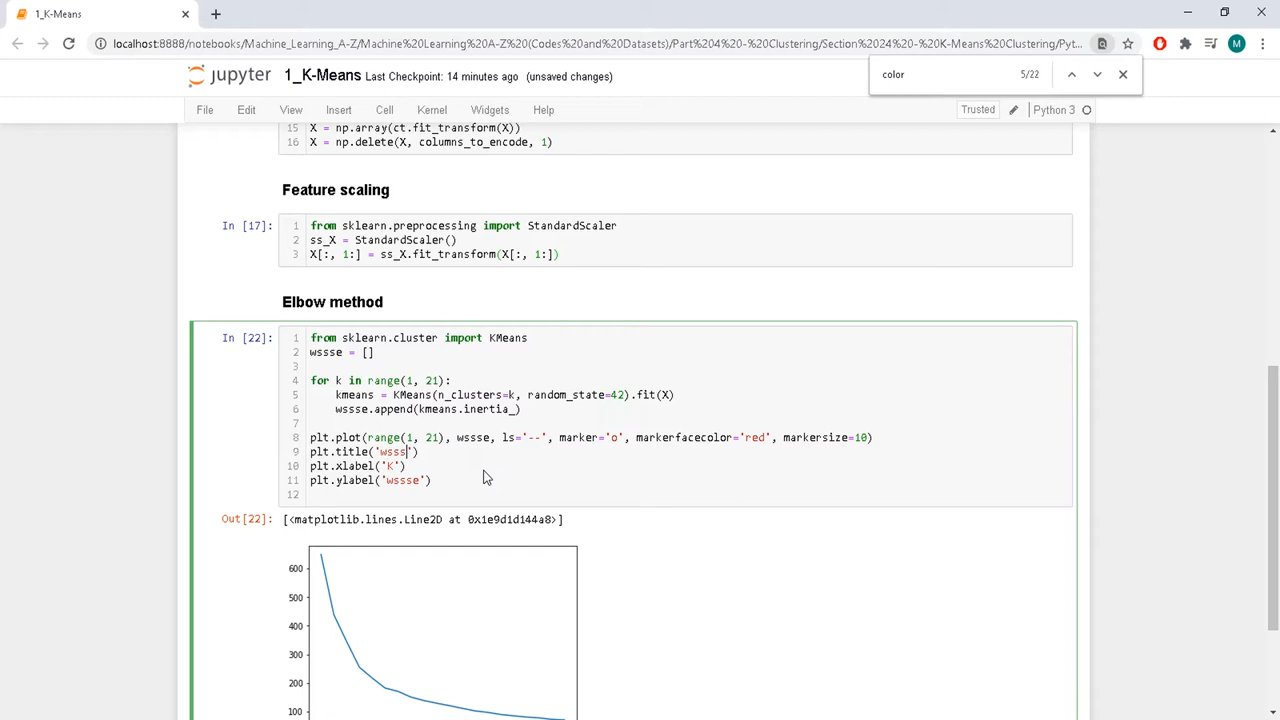 1_K-Means
localhost:8888/notebooks/Machine_Learning_A-Z/Machine%20Learning%20A-Z%20(Codes%20and%20Datasets)/Part%204%20-%20Clustering/Section%2024%20-%20K-Means%20Clustering/Pyt...
color 5/22
jupyter 1_K-Means Last Checkpoint: 14 minutes ago (unsaved changes)
File Edit View Insert Cell Kernel Widgets Help Trusted Python 3
15 X = np.array(ct.fit_transform(X))
16 X = np.delete(X, columns_to_encode, 1)
Feature scaling
In [17]: 1 from sklearn.preprocessing import StandardScaler
2 ss_X = StandardScaler()
3 X[:, 1:] = ss_X.fit_transform(X[:, 1:])
Elbow method
In [22]: 1 from sklearn.cluster import KMeans
2 wssse = []
3
4 for k in range(1, 21):
5 kmeans = KMeans(n_clusters=k, random_state=42).fit(X)
6 wssse.append(kmeans.inertia_)
7
8 plt.plot(range(1, 21), wssse, ls='--', marker='o', markerfacecolor='red', markersize=10)
9 plt.title('wsss')
10 plt.xlabel('K')
11 plt.ylabel('wssse')
12
Out[22]: [<matplotlib.lines.Line2D at 0x1e9d1d144a8>]
600
500
400
300
200
100
M